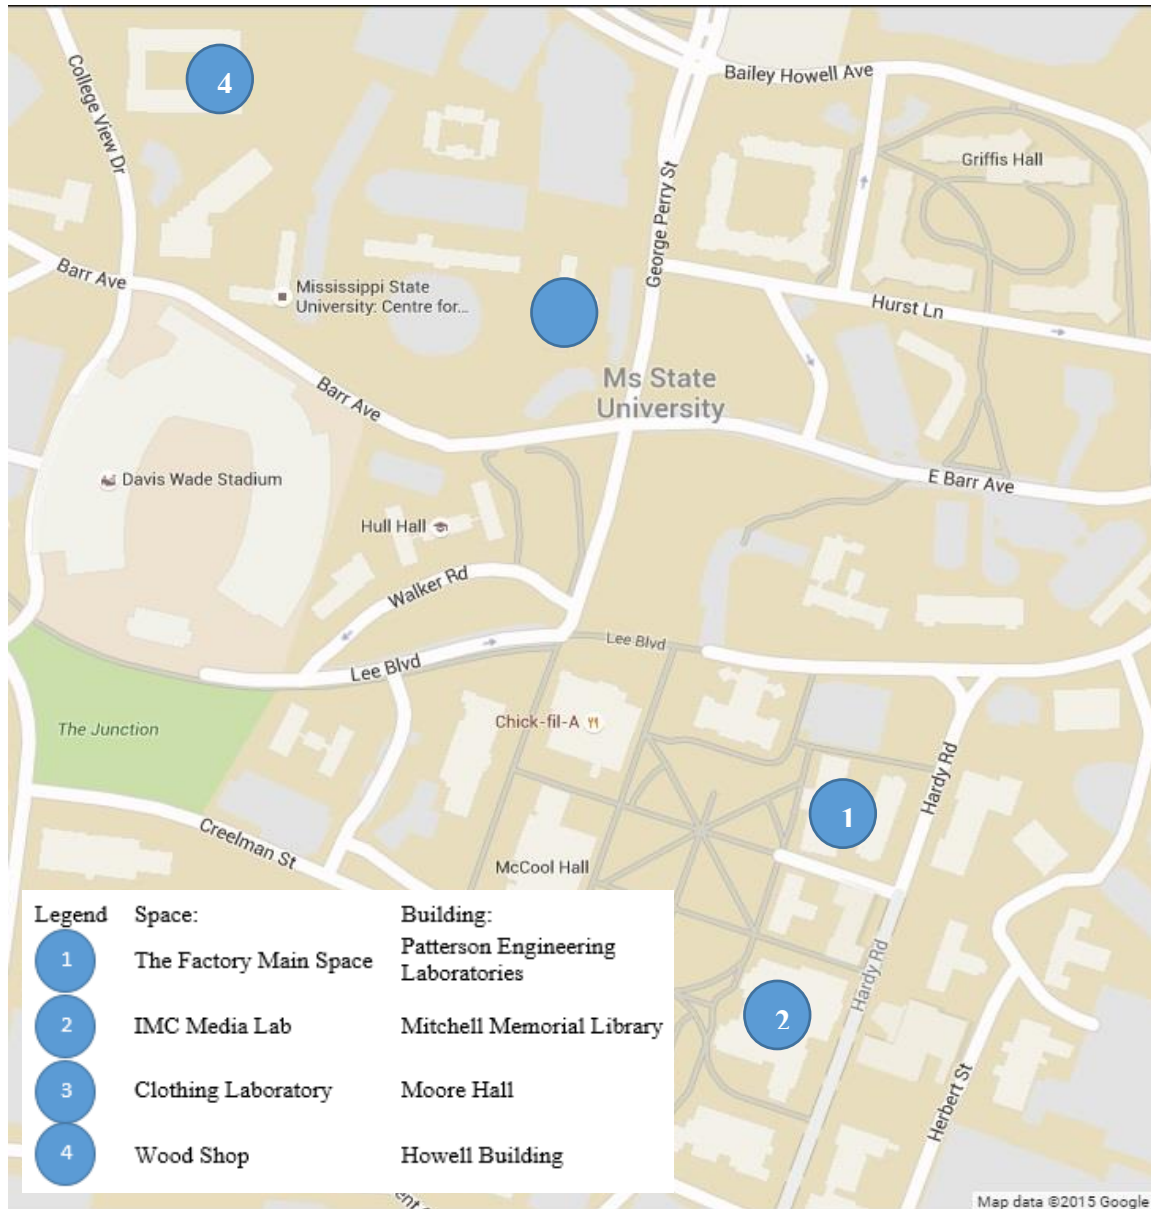 4
College View Dr
Bailey Howell Ave
Griffis Hall
George Perry St
Barr Ave
Mississippi State
University: Centre for...
Hurst Ln
Ms State
University
Barr Ave
Davis Wade Stadium
E Barr Ave
Hull Hall
Walker Rd
Lee Blvd
Lee Blvd
Chick-fil-A
The Junction
Hardy Rd
1
Creelman St
McCool Hall
Legend Space: Building:
1 The Factory Main Space Patterson Engineering
Laboratories
2 IMC Media Lab Mitchell Memorial Library
3 Clothing Laboratory Moore Hall
4 Wood Shop Howell Building
Hardy Rd
2
Herbert St
Map data ©2015 Google